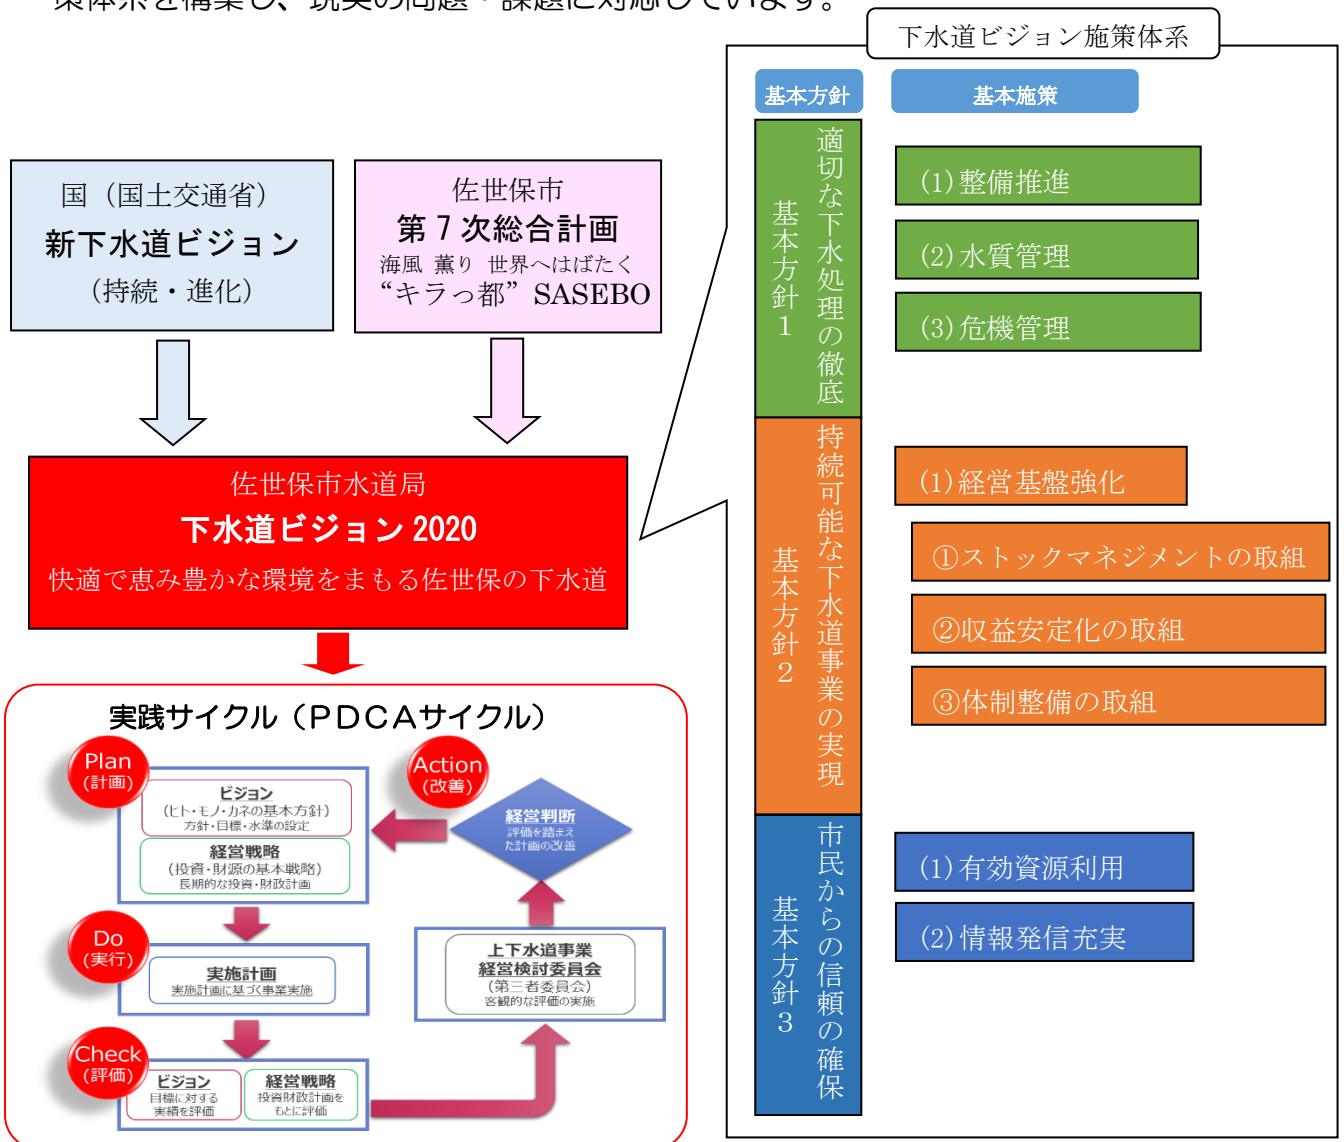 策体系を構築し、現実の問題・課題に対応しています。
下水道ビジョン施策体系
国（国土交通省）
新下水道ビジョン
（持続・進化）
佐世保市
第７次総合計画
海風 薫り 世界へはばたく
“キラっ都” SASEBO
佐世保市水道局
下水道ビジョン 2020
快適で恵み豊かな環境をまもる佐世保の下水道
実践サイクル（ＰＤＣＡサイクル）
Plan
(計画)
ビジョン
(ヒト・モノ・カネの基本方針)
方針・目標・水準の設定
経営戦略
(投資・財源の基本戦略)
長期的な投資・財政計画
Do
(実行)
実施計画
実施計画に基づく事業実施
Check
(評価)
ビジョン
目標に対する
実績を評価
経営戦略
投資財政計画を
もとに評価
上下水道事業
経営検討委員会
(第三者委員会)
客観的な評価の実施
Action
(改善)
経営判断
評価を踏まえ
た計画の改善
基本方針
基本施策
基本方針１
適切な下水処理の徹底
(1)整備推進
(2)水質管理
(3)危機管理
基本方針２
持続可能な下水道事業の実現
(1)経営基盤強化
①ストックマネジメントの取組
②収益安定化の取組
③体制整備の取組
基本方針３
市民からの信頼の確保
(1)有効資源利用
(2)情報発信充実